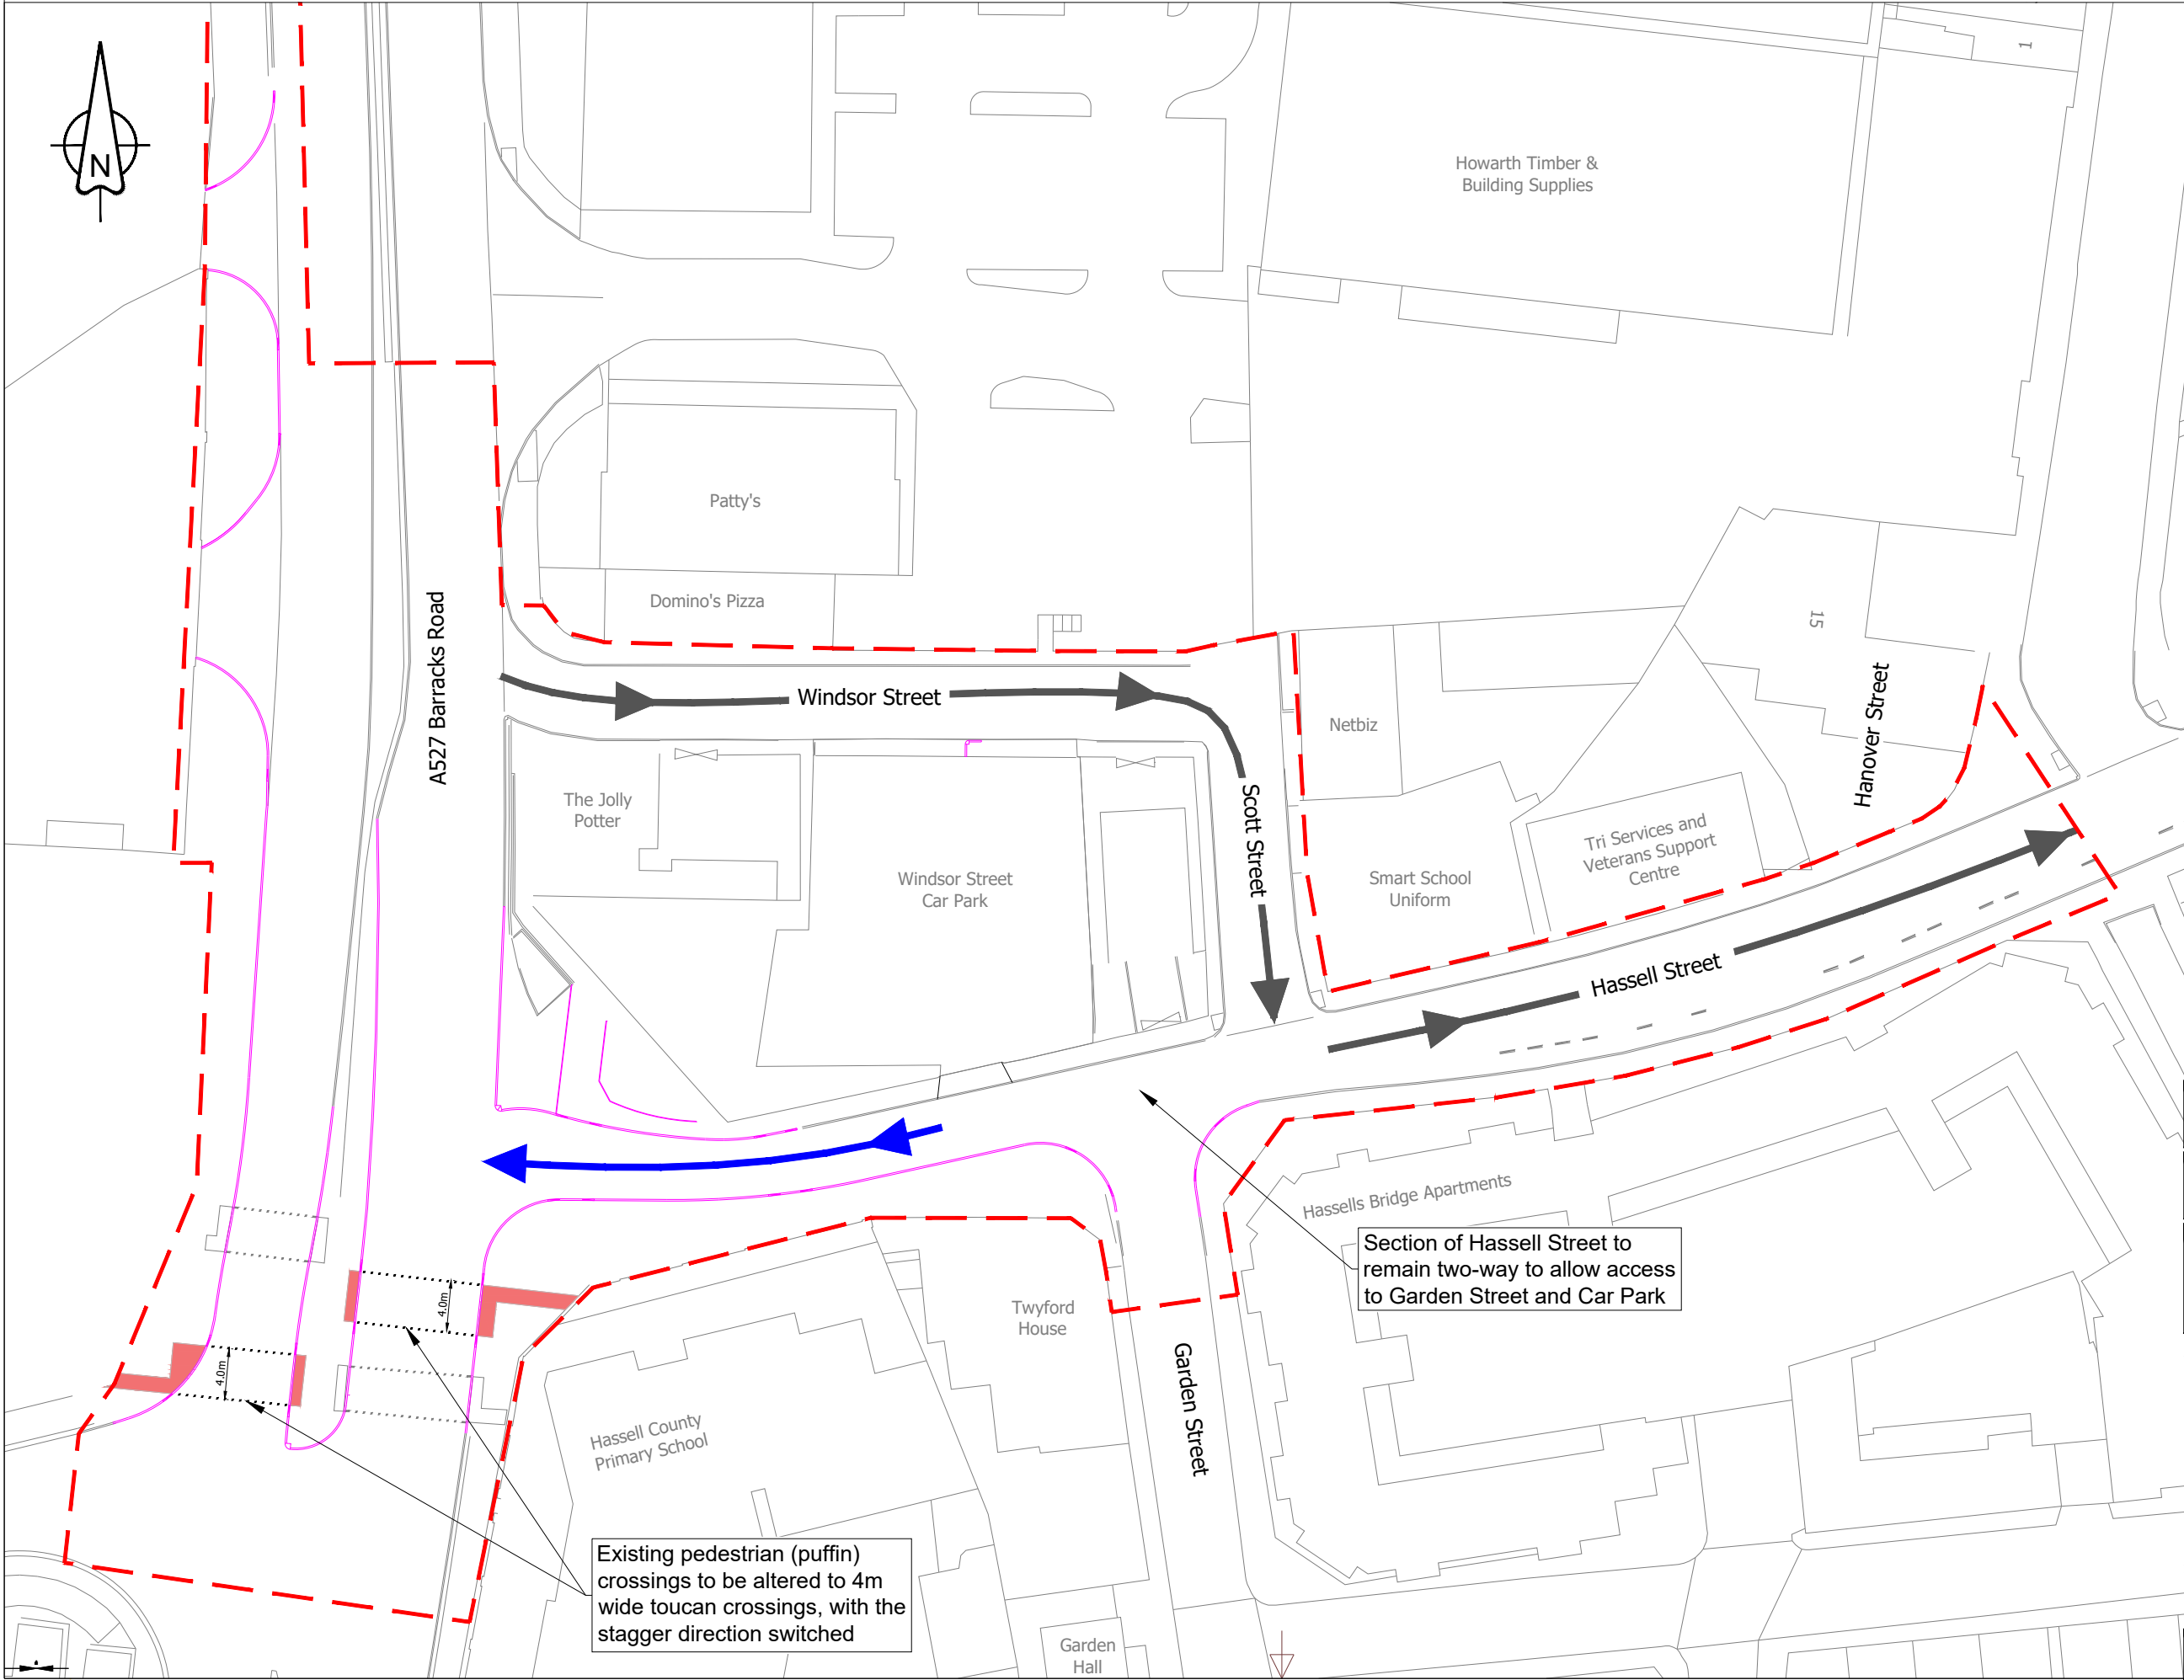 N
1
Howarth Timber &
Building Supplies
Patty's
Domino's Pizza
A527 Barracks Road
15
Windsor Street
Netbiz
Hanover Street
The Jolly
Potter
Scott Street
Windsor Street
Car Park
Tri Services and
Veterans Support
Centre
Smart School
Uniform
Hassell Street
Hassells Bridge Apartments
Section of Hassell Street to
remain two-way to allow access
to Garden Street and Car Park
4.0m
4.0m
Twyford
House
Garden Street
Hassell County
Primary School
Existing pedestrian (puffin)
crossings to be altered to 4m
wide toucan crossings, with the
stagger direction switched
Garden
Hall